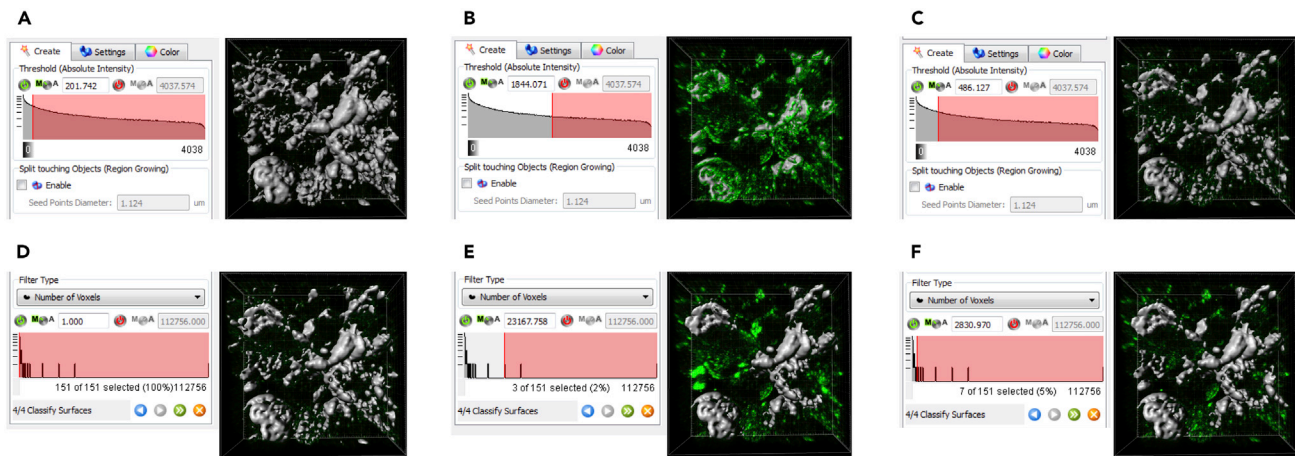 A
Create Settings Color
Threshold (Absolute Intensity)
M A 201.742 M A 4037.574
0 4038
Split touching Objects (Region Growing)
Enable
Seed Points Diameter: 1.124 um
B
Create Settings Color
Threshold (Absolute Intensity)
M A 1844.071 M A 4037.574
0 4038
Split touching Objects (Region Growing)
Enable
Seed Points Diameter: 1.124 um
C
Create Settings Color
Threshold (Absolute Intensity)
M A 486.127 M A 4037.574
0 4038
Split touching Objects (Region Growing)
Enable
Seed Points Diameter: 1.124 um
D
Filter Type
Number of Voxels
M A 1.000 M A 112756.000
151 of 151 selected (100%) 112756
4/4 Classify Surfaces
E
Filter Type
Number of Voxels
M A 23167.758 M A 112756.000
3 of 151 selected (2%) 112756
4/4 Classify Surfaces
F
Filter Type
Number of Voxels
M A 2830.970 M A 112756.000
7 of 151 selected (5%) 112756
4/4 Classify Surfaces